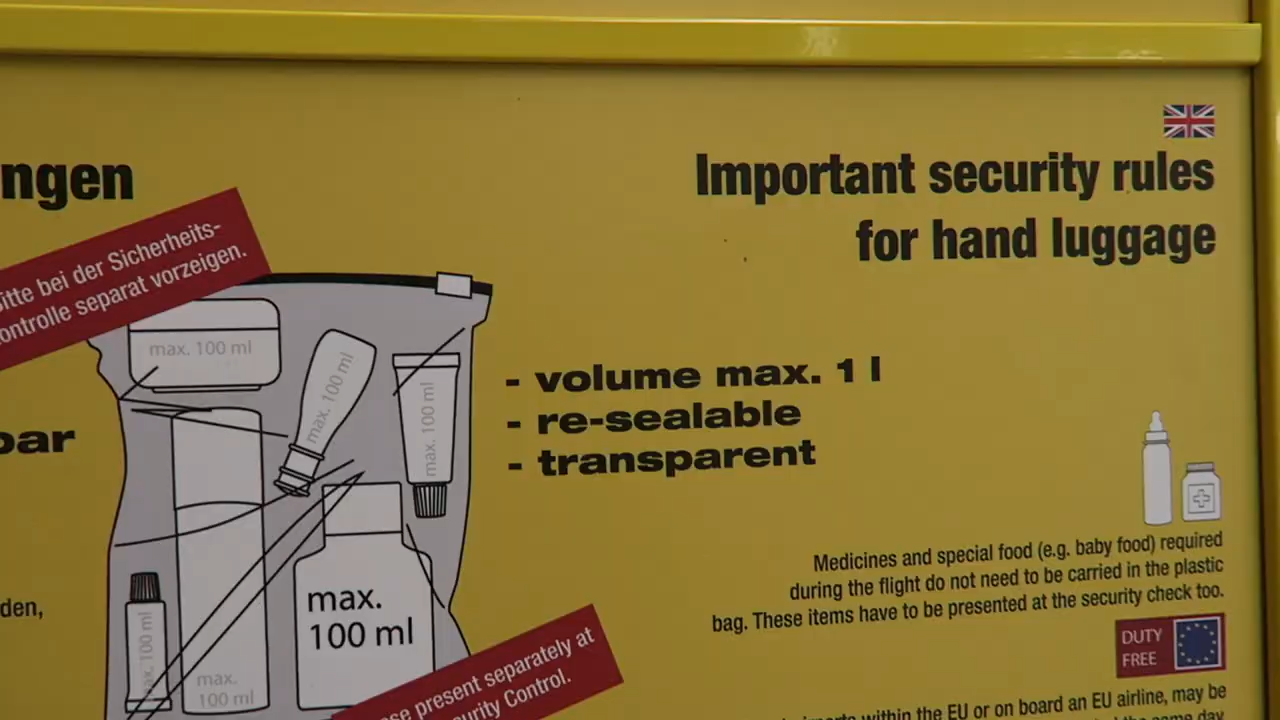 ngen
Bitte bei der Sicherheits-
kontrolle separat vorzeigen.
bar
den,
max. 100 ml
max. 100 ml
max. 100 ml
max. 100 ml
max.
100 ml
max.
100 ml
present separately at
Security Control.
Important security rules
for hand luggage
- volume max. 1 l
- re-sealable
- transparent
Medicines and special food (e.g. baby food) required
during the flight do not need to be carried in the plastic
bag. These items have to be presented at the security check too.
DUTY
FREE
within the EU or on board an EU airline, may be
same day